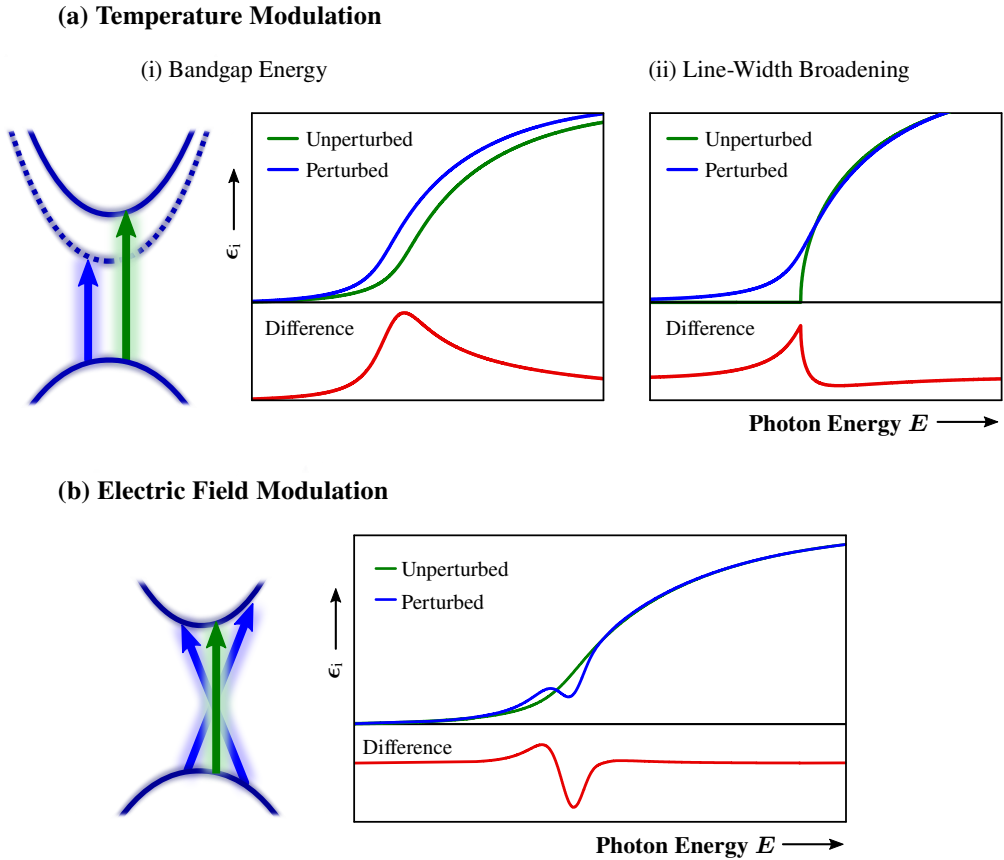 (a) Temperature Modulation
(i) Bandgap Energy
(ii) Line-Width Broadening
Unperturbed
Perturbed
ϵi
Difference
Unperturbed
Perturbed
Difference
Photon Energy E
(b) Electric Field Modulation
Unperturbed
Perturbed
ϵi
Difference
Photon Energy E